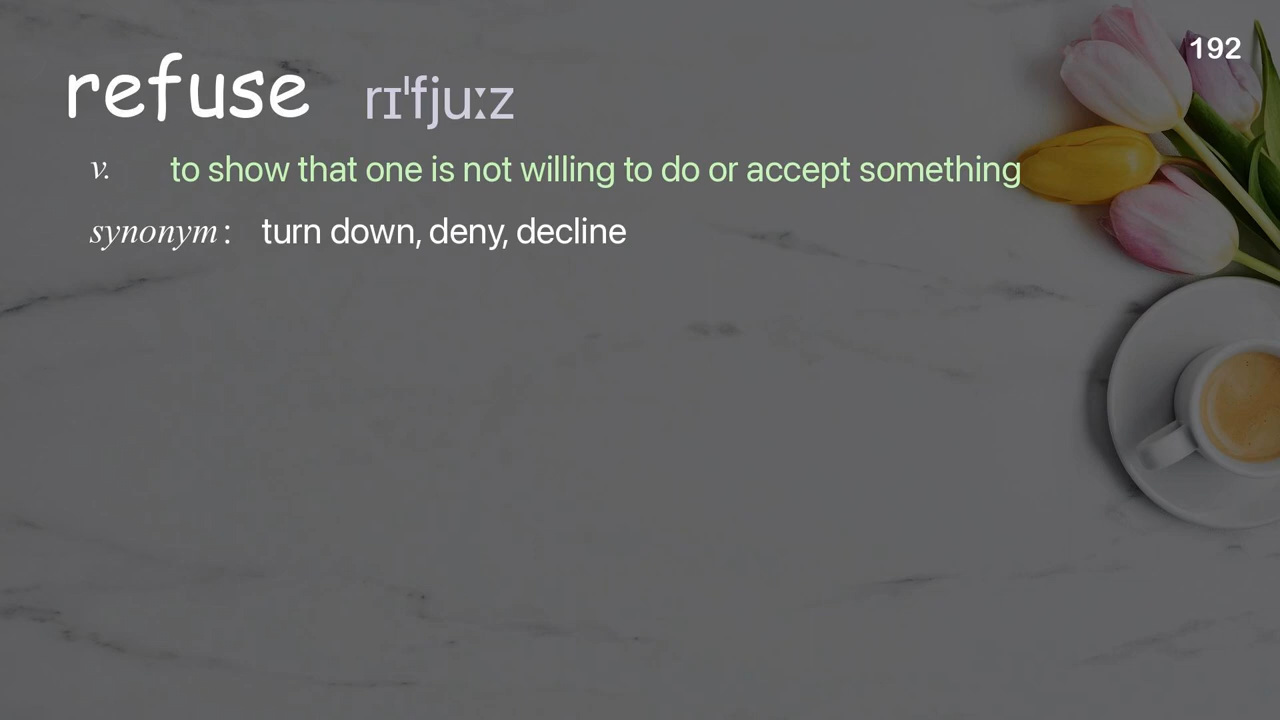 192
refuse rɪˈfjuːz
v. to show that one is not willing to do or accept something
synonym: turn down, deny, decline